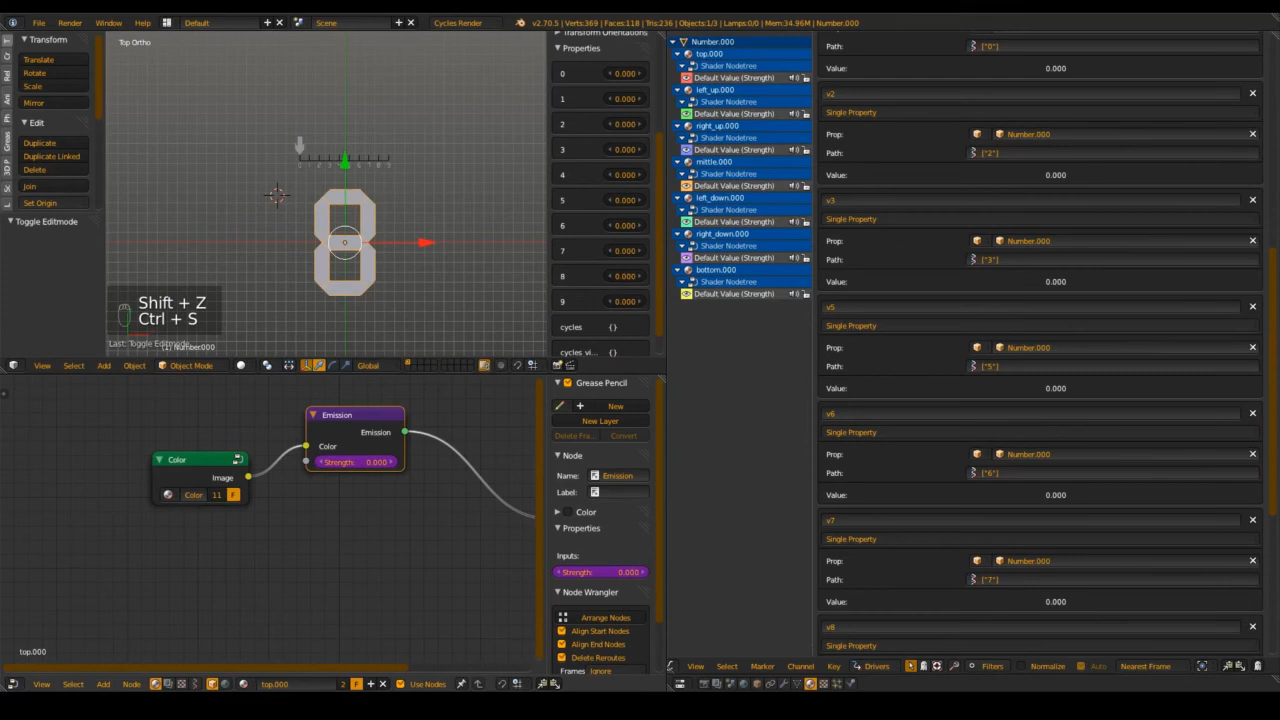 File Render Window Help Default Scene Cycles Render v2.70.5 | Verts:369 | Faces:118 | Tris:236 | Objects:1/3 | Lamps:0/0 | Mem:34.96M | Number.000
Transform
Translate
Rotate
Scale
Mirror
Edit
Duplicate
Duplicate Linked
Delete
Join
Set Origin
Toggle Editmode
Top Ortho
Shift + Z
Ctrl + S
Last: Toggle Editmode
(1) Number.000
Transform Orientations
Properties
0 0.000
1 0.000
2 0.000
3 0.000
4 0.000
5 0.000
6 0.000
7 0.000
8 0.000
9 0.000
cycles {}
cycles vi... {}
View Select Add Object Object Mode Global
Emission
Emission
Color
Strength: 0.000
Color
Image
Color 11 F
top.000
Grease Pencil
New
New Layer
Delete Fra... Convert
Node
Name: Emission
Label:
Color
Properties
Inputs:
Strength: 0.000
Node Wrangler
Arrange Nodes
Align Start Nodes
Align End Nodes
Delete Reroutes
Frames Ignore
View Select Add Node top.000 2 F Use Nodes
Number.000
top.000
Shader Nodetree
Default Value (Strength)
left_up.000
Shader Nodetree
Default Value (Strength)
right_up.000
Shader Nodetree
Default Value (Strength)
mittle.000
Shader Nodetree
Default Value (Strength)
left_down.000
Shader Nodetree
Default Value (Strength)
right_down.000
Shader Nodetree
Default Value (Strength)
bottom.000
Shader Nodetree
Default Value (Strength)
Path: ["0"]
Value: 0.000
v2
Single Property
Prop: Number.000
Path: ["2"]
Value: 0.000
v3
Single Property
Prop: Number.000
Path: ["3"]
Value: 0.000
v5
Single Property
Prop: Number.000
Path: ["5"]
Value: 0.000
v6
Single Property
Prop: Number.000
Path: ["6"]
Value: 0.000
v7
Single Property
Prop: Number.000
Path: ["7"]
Value: 0.000
v8
Single Property
View Select Marker Channel Key Drivers Filters Normalize Auto Nearest Frame